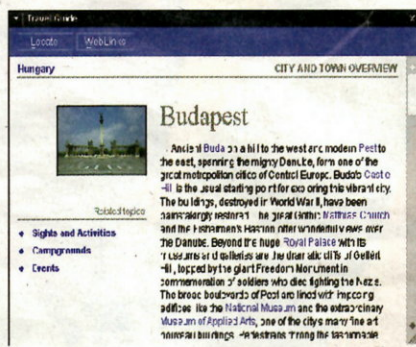 Travel Guide
Locate WebLinks
Hungary CITY AND TOWN OVERVIEW
Budapest
Ancient Buda on a hill to the west and modern Pest to
the east, spanning the mighty Danube, form one of the
great metropolitan cities of Central Europe. Buda's Castle
Hill is the usual starting point for exploring this vibrant city.
The buildings, destroyed in World War II, have been
painstakingly restored. The great Gothic Matthias Church
and the Fishermen's Bastion offer wonderful views over
the Danube. Beyond the huge Royal Palace with its
museums and galleries are the dramatic cliffs of Gellért
Hill, topped by the giant Freedom Monument in
commemoration of soldiers who died fighting the Nazis.
The broad boulevards of Pest are lined with imposing
edifices like the National Museum and the extraordinary
Museum of Applied Arts, one of the city's many fine art
nouveau buildings. Pedestrians throng the fashionable
Related topics
Sights and Activities
Campgrounds
Events